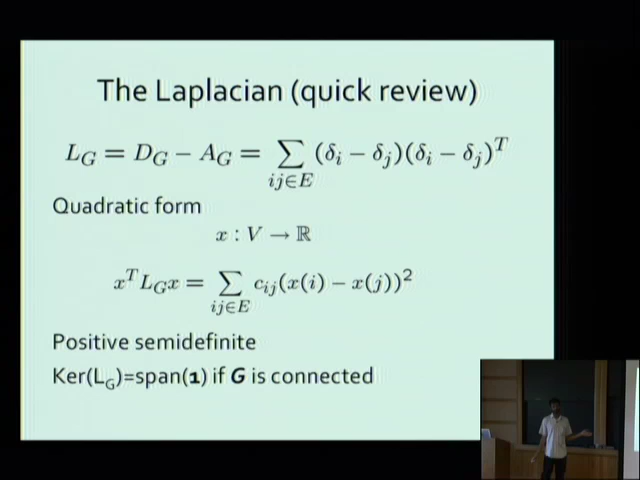 The Laplacian (quick review)
L_G = D_G − A_G = ∑_{ij∈E} (δ_i − δ_j)(δ_i − δ_j)^T
Quadratic form
x : V → ℝ
x^T L_G x = ∑_{ij∈E} c_{ij}(x(i) − x(j))²
Positive semidefinite
Ker(L_G)=span(1) if G is connected